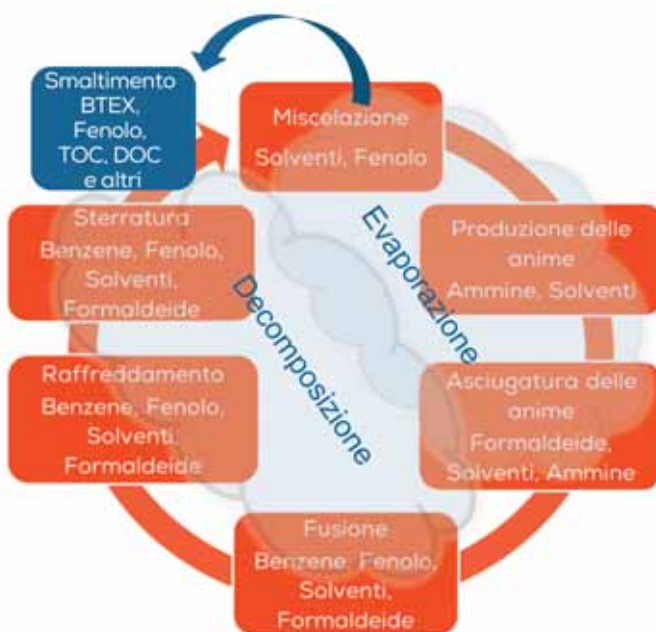 Smaltimento
BTEX,
Fenolo,
TOC, DOC
e altri
Miscelazione
Solventi, Fenolo
Produzione delle
anime
Ammine, Solventi
Asciugatura delle
anime
Formaldeide,
Solventi, Ammine
Fusione
Benzene, Fenolo,
Solventi,
Formaldeide
Raffreddamento
Benzene, Fenolo,
Solventi,
Formaldeide
Sterratura
Benzene, Fenolo,
Solventi,
Formaldeide
Decomposizione
Evaporazione